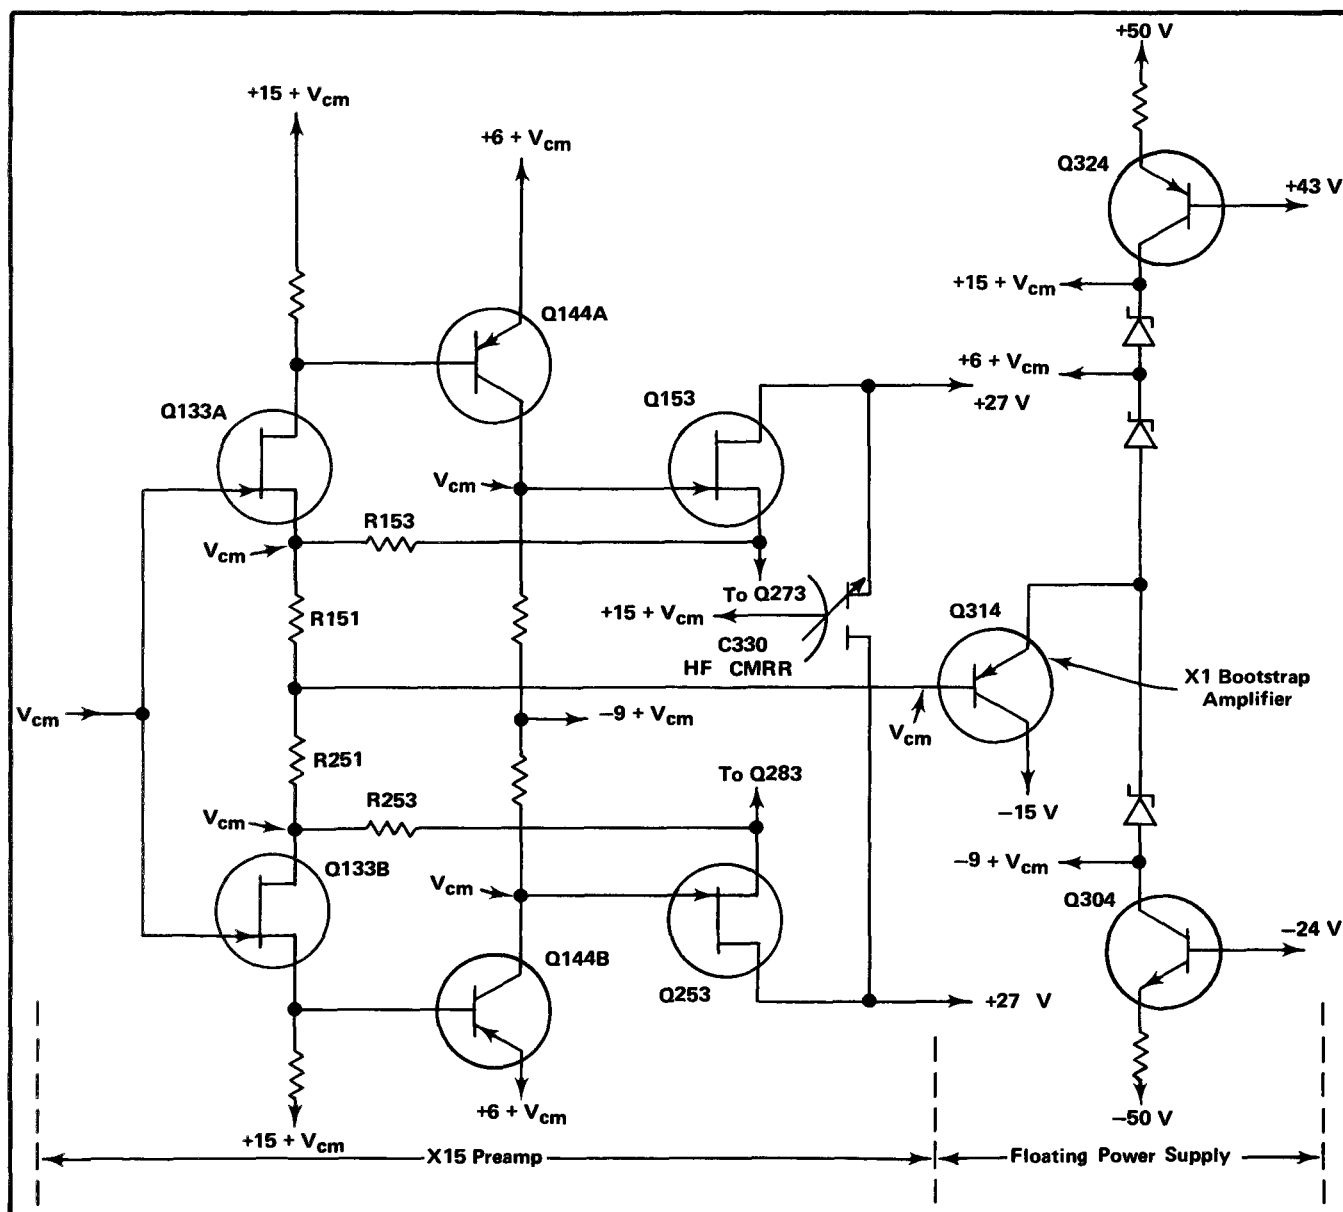 +50 V
+15 + Vcm
+6 + Vcm
Q324
+43 V
+15 + Vcm
Q144A
+6 + Vcm
Q133A
Q153
+27 V
Vcm
R153
Vcm
To Q273
R151
+15 + Vcm
C330
HF CMRR
Q314
X1 Bootstrap
Amplifier
Vcm
Vcm
-9 + Vcm
R251
To Q283
R253
Vcm
-15 V
Q133B
Vcm
-9 + Vcm
Q304
-24 V
Q144B
Q253
+27 V
+6 + Vcm
-50 V
+15 + Vcm
X15 Preamp
Floating Power Supply